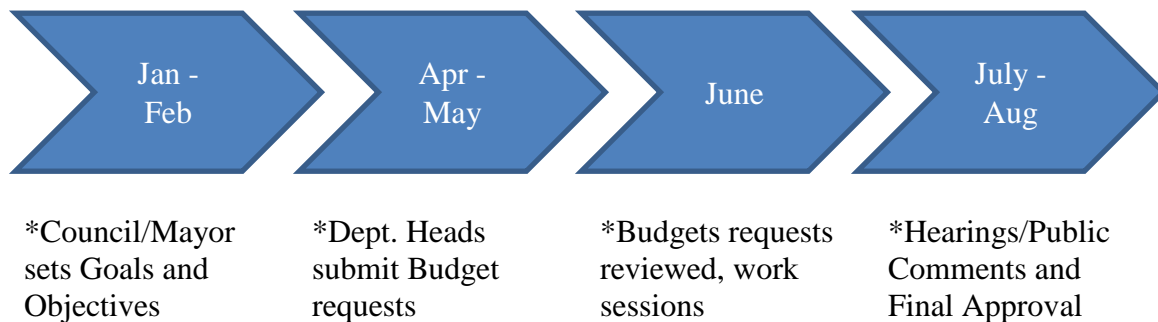 Jan -
Feb
Apr -
May
June
July -
Aug
*Council/Mayor
sets Goals and
Objectives
*Dept. Heads
submit Budget
requests
*Budgets requests
reviewed, work
sessions
*Hearings/Public
Comments and
Final Approval